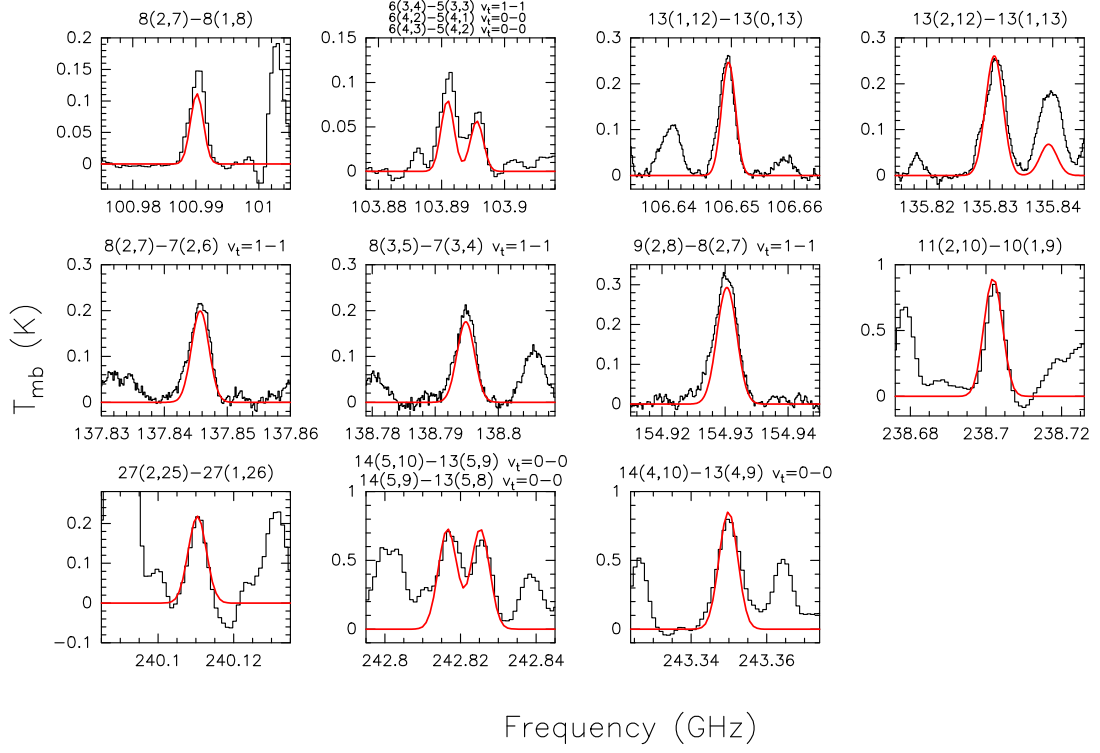 8(2,7)−8(1,8)
6(3,4)−5(3,3) v_t=1−1
6(4,2)−5(4,1) v_t=0−0
6(4,3)−5(4,2) v_t=0−0
13(1,12)−13(0,13)
13(2,12)−13(1,13)
0.2
0.15
0.1
0.05
0
100.98 100.99 101
0.15
0.1
0.05
0
103.88 103.89 103.9
0.3
0.2
0.1
0
106.64 106.65 106.66
0.3
0.2
0.1
0
135.82 135.83 135.84
8(2,7)−7(2,6) v_t=1−1
8(3,5)−7(3,4) v_t=1−1
9(2,8)−8(2,7) v_t=1−1
11(2,10)−10(1,9)
0.3
0.2
0.1
0
137.83 137.84 137.85 137.86
0.3
0.2
0.1
0
138.78 138.79 138.8
0.3
0.2
0.1
0
154.92 154.93 154.94
1
0.5
0
238.68 238.7 238.72
T_mb (K)
27(2,25)−27(1,26)
14(5,10)−13(5,9) v_t=0−0
14(5,9)−13(5,8) v_t=0−0
14(4,10)−13(4,9) v_t=0−0
0.2
0.1
0
−0.1
240.1 240.12
1
0.5
0
242.8 242.82 242.84
1
0.5
0
243.34 243.36
Frequency (GHz)